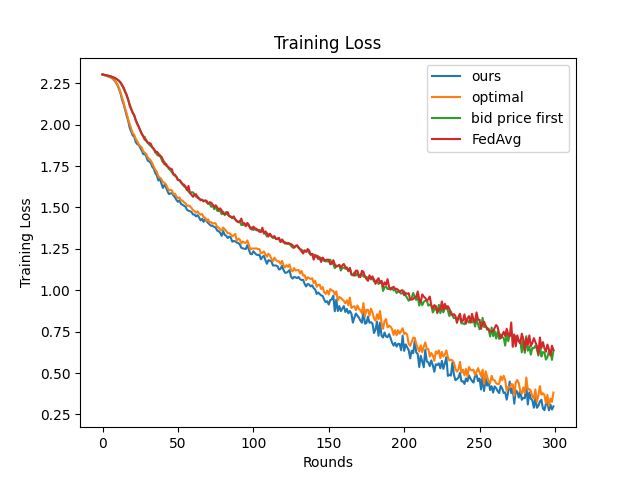 Training Loss
ours
optimal
bid price first
FedAvg
Training Loss
2.25
2.00
1.75
1.50
1.25
1.00
0.75
0.50
0.25
0 50 100 150 200 250 300
Rounds